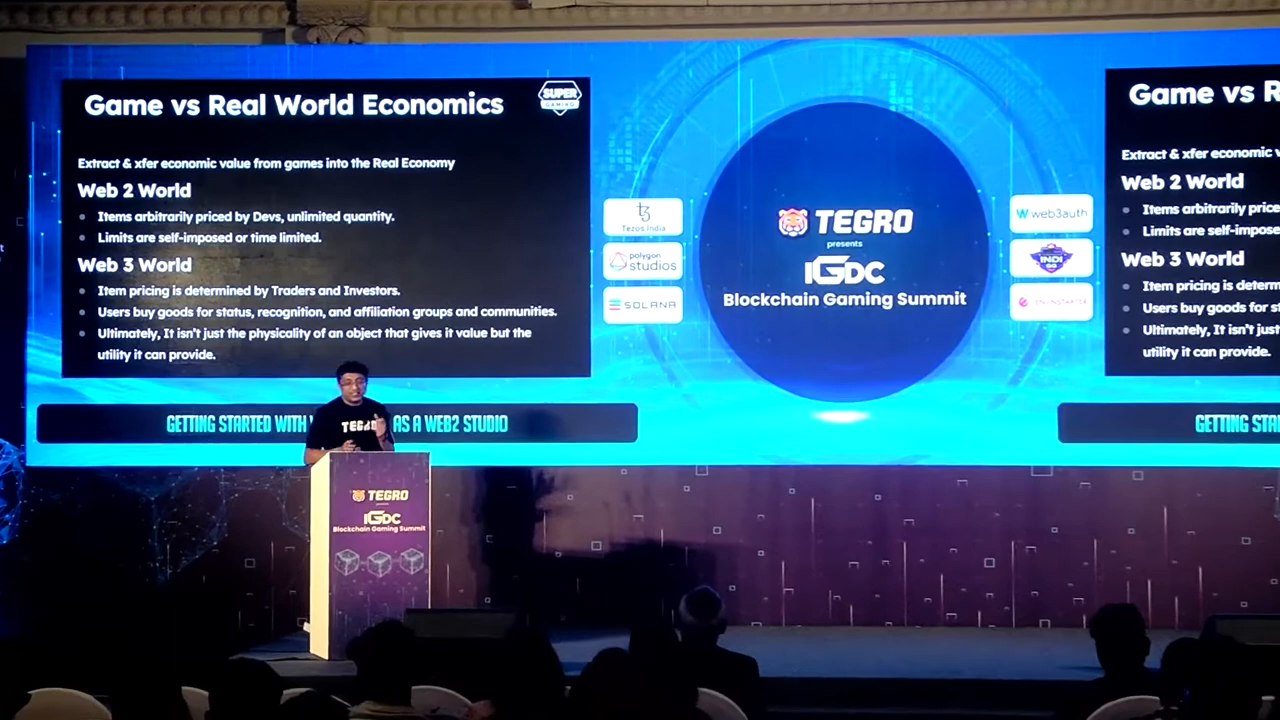 Game vs Real World Economics
SUPER
GAMING
Extract & xfer economic value from games into the Real Economy
Web 2 World
Items arbitrarily priced by Devs, unlimited quantity.
Limits are self-imposed or time limited.
Web 3 World
Item pricing is determined by Traders and Investors.
Users buy goods for status, recognition, and affiliation groups and communities.
Ultimately, It isn't just the physicality of an object that gives it value but the
utility it can provide.
GETTING STARTED WITH
AS A WEB2 STUDIO
Tezos India
polygon
studios
SOLANA
TEGRO
presents
IGDC
Blockchain Gaming Summit
web3auth
INDI
GG
Game vs R
Extract & xfer economic v
Web 2 World
Items arbitrarily price
Limits are self-impose
Web 3 World
Item pricing is determ
Users buy goods for st
Ultimately, It isn't just
utility it can provide.
GETTING STA
TEGRO
TEGRO
presents
IGDC
Blockchain Gaming Summit